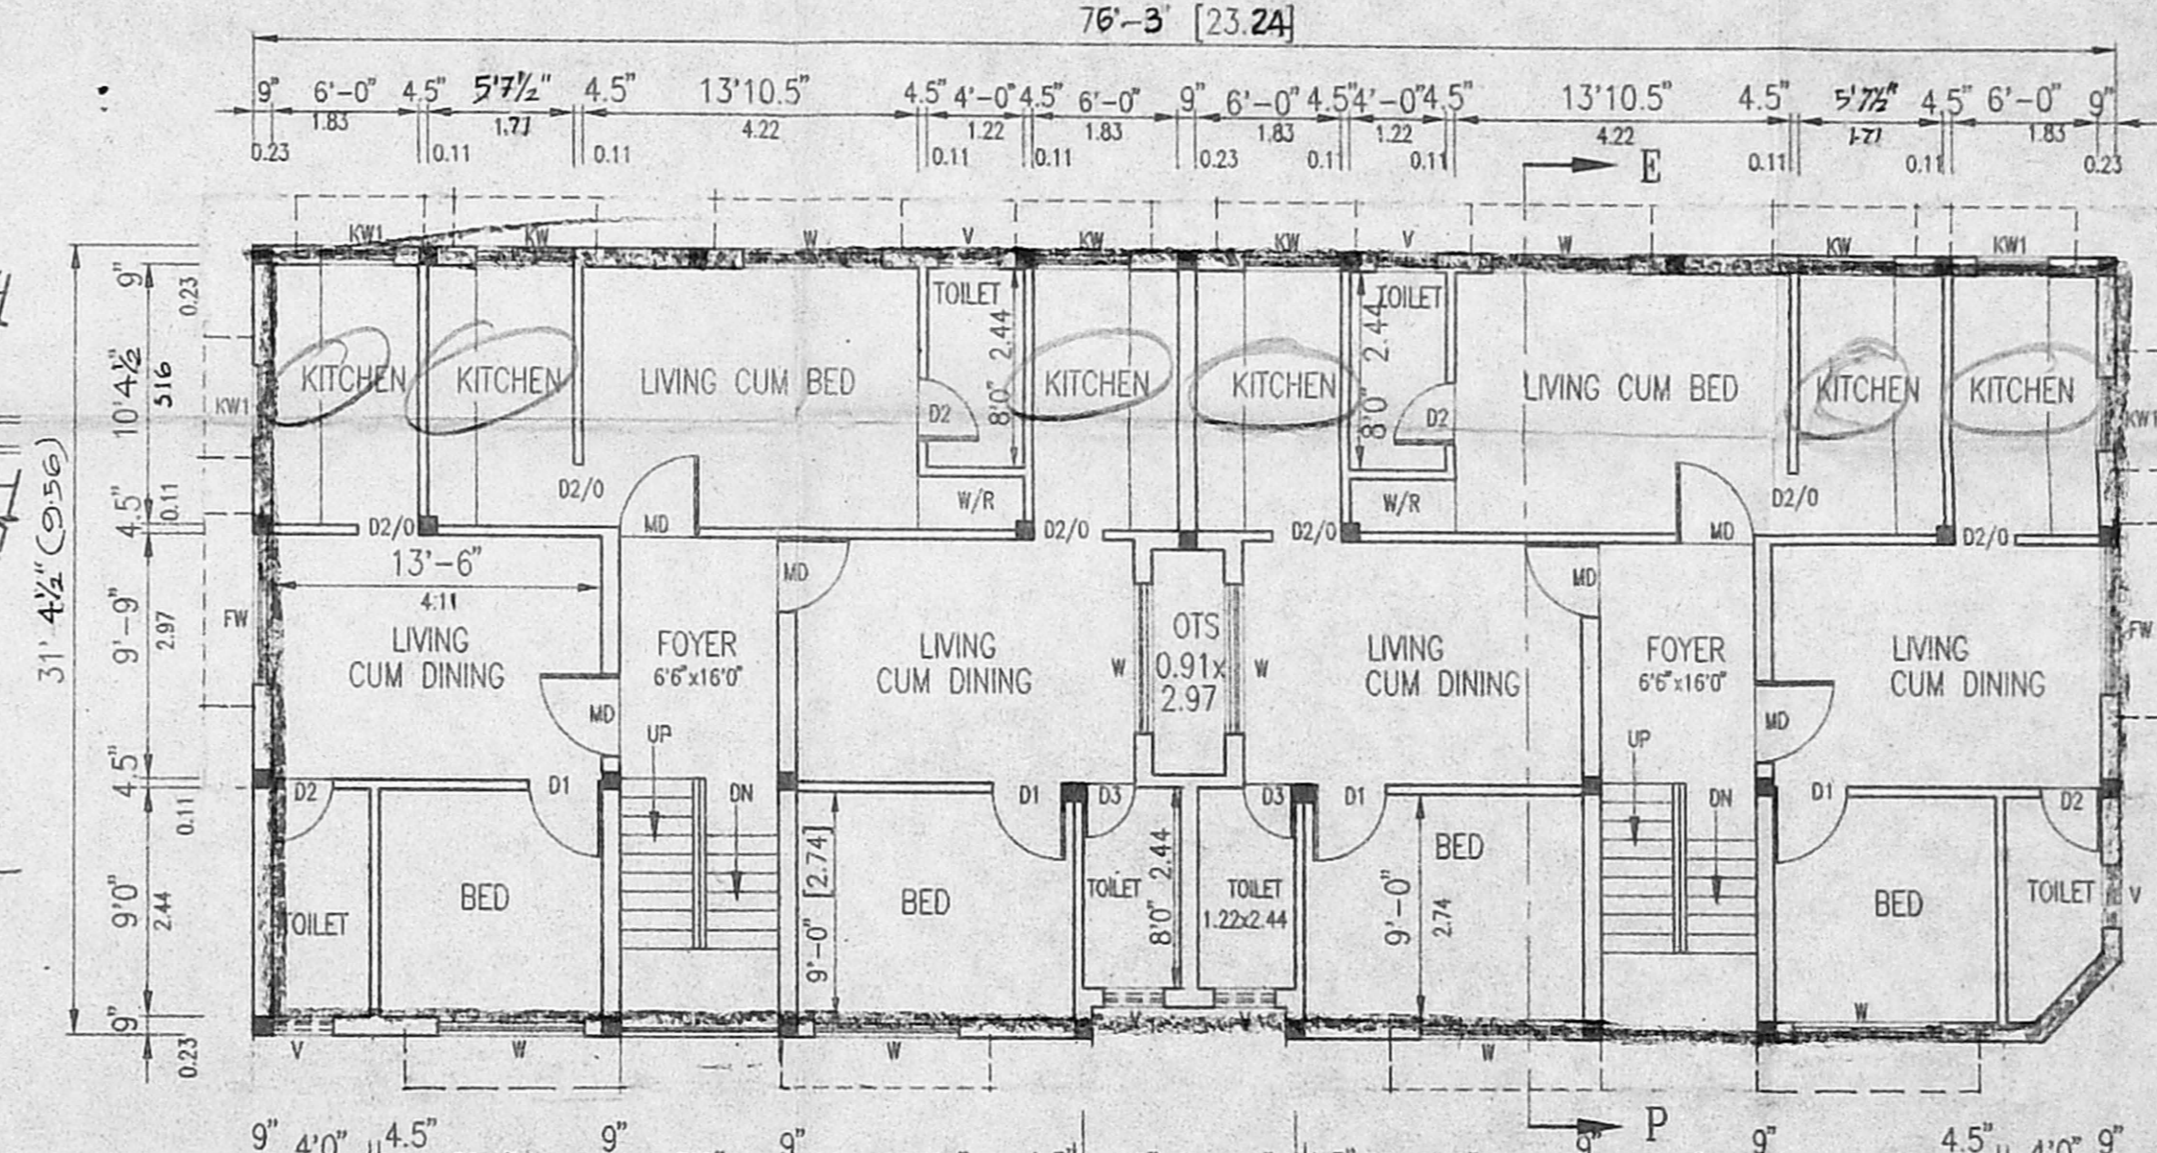 76'-3' [23.24]
9" 6'-0" 4.5" 5'7½" 4.5" 13'10.5" 4.5" 4'-0" 4.5" 6'-0" 9" 6'-0" 4.5" 4'-0" 4.5" 13'10.5" 4.5" 5'7½" 4.5" 6'-0" 9"
1.83 1.71 4.22 1.22 1.83 1.83 1.22 4.22 1.71 1.83
0.23 0.11 0.11 0.11 0.11 0.23 0.11 0.11 0.11 0.11 0.23
E
KW1 KW W V KW KW V W KW KW1
9" 0.23
TOILET TOILET
8'0" 2.44 8'0" 2.44
10'4½" 516
KITCHEN KITCHEN LIVING CUM BED KITCHEN KITCHEN LIVING CUM BED KITCHEN KITCHEN
KW1 D2 D2 KW1
31' 4½" (9.56)
4.5" 0.11
D2/0 W/R W/R D2/0
D2/0 MD D2/0 D2/0 MD D2/0
13'-6"
4.11
MD MD
9'-9" 2.97
FW FW
LIVING FOYER LIVING OTS LIVING FOYER LIVING
CUM DINING 6'6"x16'0" CUM DINING W 0.91x W CUM DINING 6'6"x16'0" CUM DINING
2.97
MD MD
UP UP
4.5" 0.11
D2 D1 DN D1 D3 D3 D1 DN D1 D2
9'0" 2.44
9'-0" [2.74]
8'0" 2.44
9'-0" 2.74
BED
TOILET TOILET TOILET V
BED BED 1.22x2.44 BED
TOILET
9" 0.23
V W W V V W W
P
9" 4'0" 4.5" 9" 9" 9" 9" 4.5" 4'0" 9"